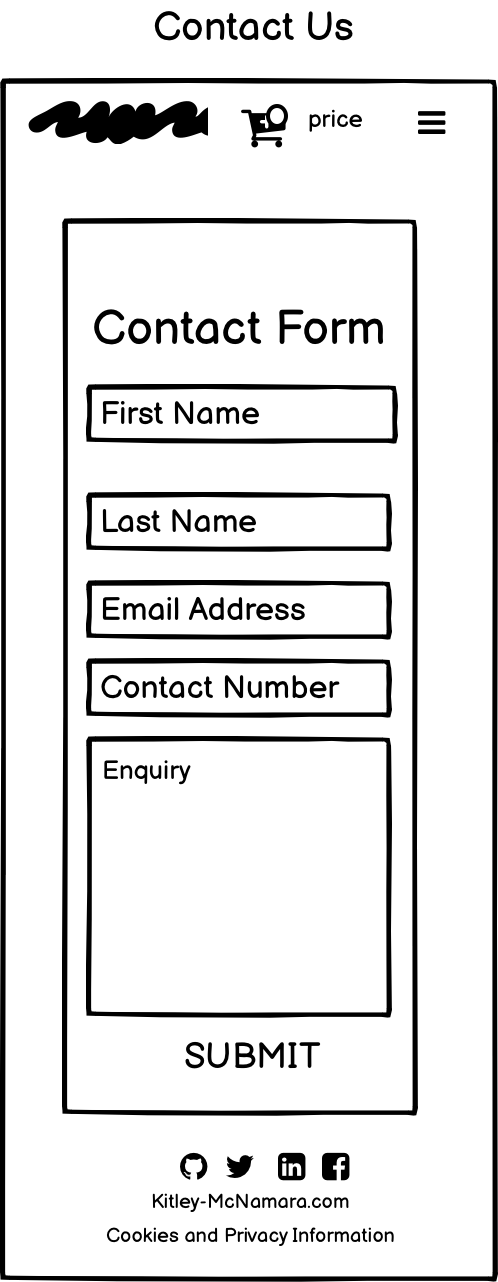 Contact Us
price
Contact Form
First Name
Last Name
Email Address
Contact Number
Enquiry
SUBMIT
Kitley-McNamara.com
Cookies and Privacy Information